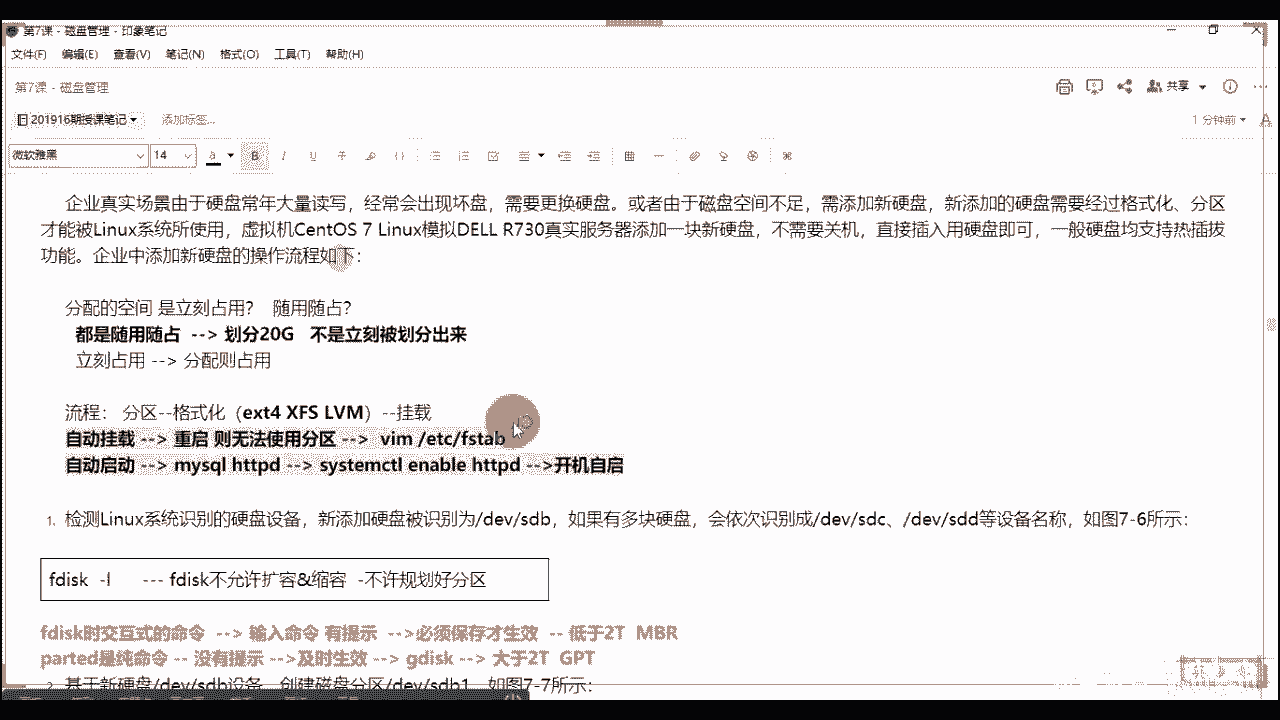 第7课 - 磁盘管理 - 印象笔记
文件(F) 编辑(E) 查看(V) 笔记(N) 格式(O) 工具(T) 帮助(H)
第7课 - 磁盘管理
共享
201916期授课笔记 添加标签...
1 分钟前
微软雅黑 14
企业真实场景由于硬盘常年大量读写，经常会出现坏盘，需要更换硬盘。或者由于磁盘空间不足，需添加新硬盘，新添加的硬盘需要经过格式化、分区
才能被Linux系统所使用，虚拟机CentOS 7 Linux模拟DELL R730真实服务器添加一块新硬盘，不需要关机，直接插入用硬盘即可，一般硬盘均支持热插拔
功能。企业中添加新硬盘的操作流程如下：
分配的空间 是立刻占用？ 随用随占？
都是随用随占 --> 划分20G 不是立刻被划分出来
立刻占用 --> 分配则占用
流程： 分区--格式化（ext4 XFS LVM）--挂载
自动挂载 --> 重启 则无法使用分区 --> vim /etc/fstab
自动启动 --> mysql httpd --> systemctl enable httpd -->开机自启
1. 检测Linux系统识别的硬盘设备，新添加硬盘被识别为/dev/sdb，如果有多块硬盘，会依次识别成/dev/sdc、/dev/sdd等设备名称，如图7-6所示：
fdisk -l --- fdisk不允许扩容&缩容 -不许规划好分区
fdisk时交互式的命令 --> 输入命令 有提示 -->必须保存才生效 -- 低于2T MBR
parted是纯命令 -- 没有提示 -->及时生效 --> gdisk --> 大于2T GPT
2. 基于新硬盘/dev/sdb设备，创建磁盘分区/dev/sdb1，如图7-7所示：